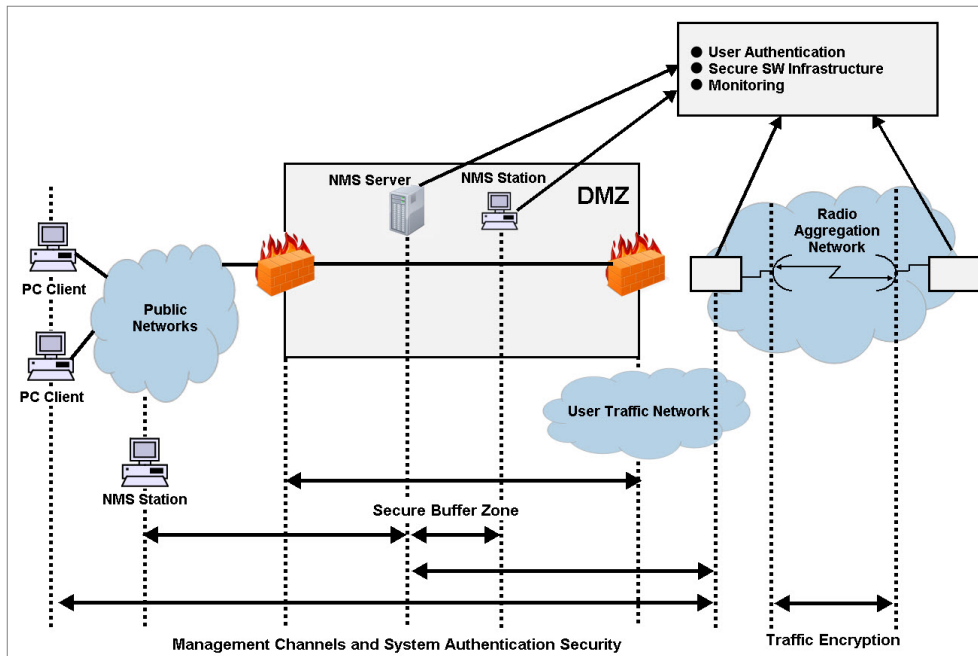 ● User Authentication
● Secure SW Infrastructure
● Monitoring
NMS Server
NMS Station
DMZ
Radio
Aggregation
Network
PC Client
Public
Networks
PC Client
User Traffic Network
NMS Station
Secure Buffer Zone
Management Channels and System Authentication Security
Traffic Encryption